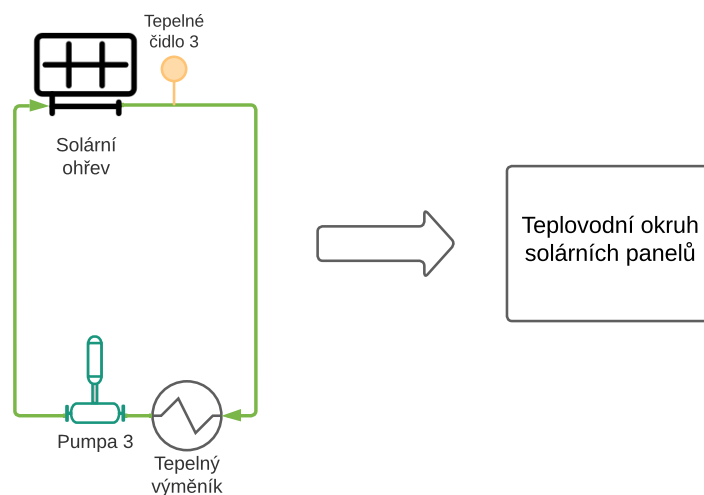 Tepelné
čidlo 3
Solární
ohřev
Teplovodní okruh
solárních panelů
Pumpa 3
Tepelný
výměník